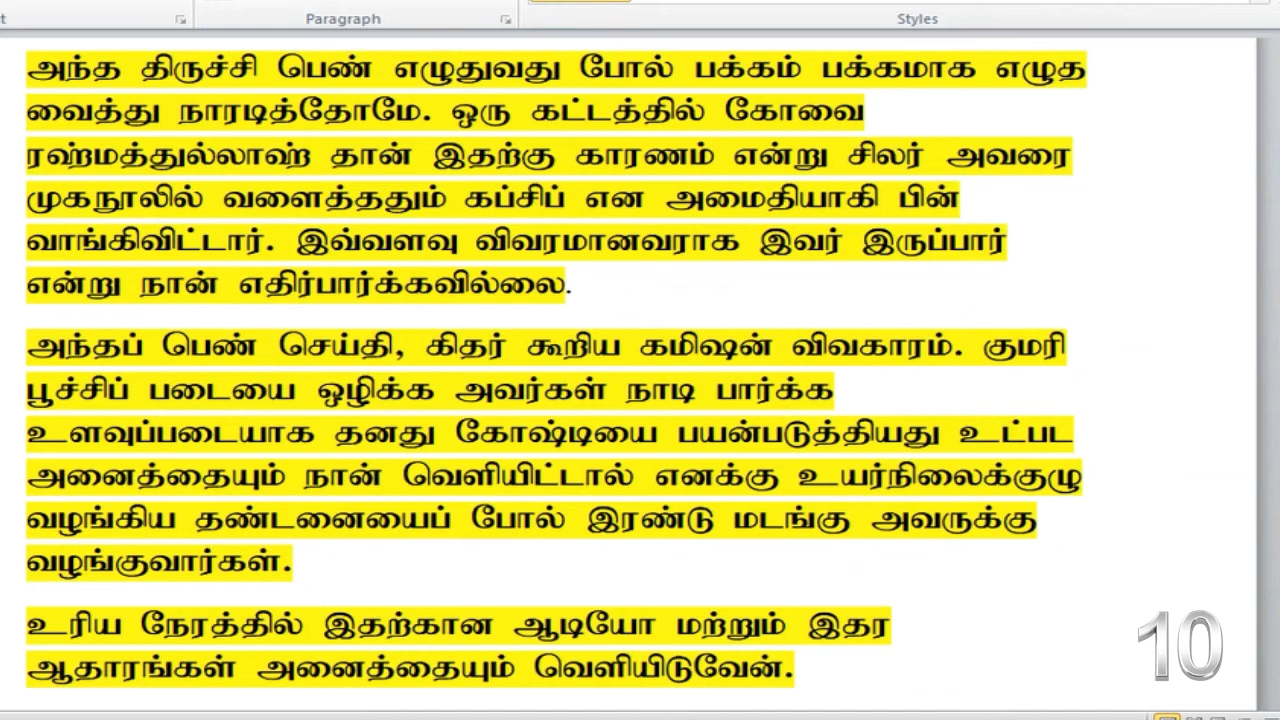 Paragraph
Styles
அந்த திருச்சி பெண் எழுதுவது போல் பக்கம் பக்கமாக எழுத
வைத்து நாரடித்தோமே. ஒரு கட்டத்தில் கோவை
ரஹ்மத்துல்லாஹ் தான் இதற்கு காரணம் என்று சிலர் அவரை
முகநூலில் வளைத்ததும் கப்சிப் என அமைதியாகி பின்
வாங்கிவிட்டார். இவ்வளவு விவரமானவராக இவர் இருப்பார்
என்று நான் எதிர்பார்க்கவில்லை.
அந்தப் பெண் செய்தி, கிதர் கூறிய கமிஷன் விவகாரம். குமரி
பூச்சிப் படையை ஒழிக்க அவர்கள் நாடி பார்க்க
உளவுப்படையாக தனது கோஷ்டியை பயன்படுத்தியது உட்பட
அனைத்தையும் நான் வெளியிட்டால் எனக்கு உயர்நிலைக்குழு
வழங்கிய தண்டனையைப் போல் இரண்டு மடங்கு அவருக்கு
வழங்குவார்கள்.
உரிய நேரத்தில் இதற்கான ஆடியோ மற்றும் இதர
ஆதாரங்கள் அனைத்தையும் வெளியிடுவேன்.
10